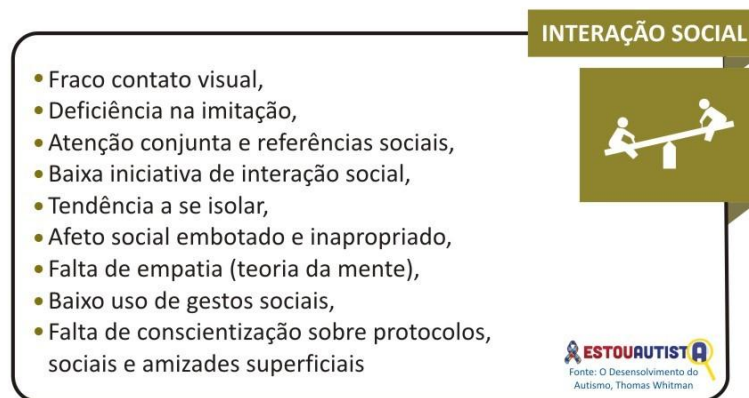 INTERAÇÃO SOCIAL
• Fraco contato visual,
• Deficiência na imitação,
• Atenção conjunta e referências sociais,
• Baixa iniciativa de interação social,
• Tendência a se isolar,
• Afeto social embotado e inapropriado,
• Falta de empatia (teoria da mente),
• Baixo uso de gestos sociais,
• Falta de conscientização sobre protocolos,
sociais e amizades superficiais
ESTOUAUTISTA
Fonte: O Desensolvimento do
Autismo, Thomas Whitman